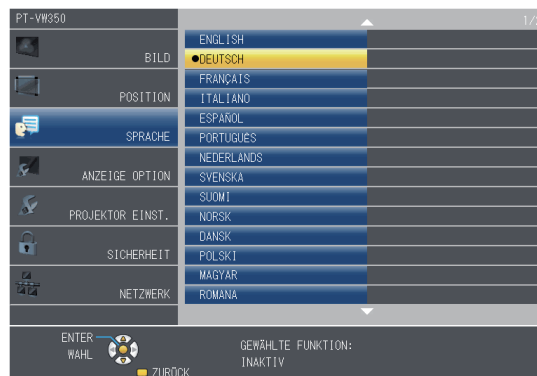 PT-VW350
1/2
BILD
POSITION
SPRACHE
ANZEIGE OPTION
PROJEKTOR EINST.
SICHERHEIT
NETZWERK
ENGLISH
DEUTSCH
FRANÇAIS
ITALIANO
ESPAÑOL
PORTUGUÊS
NEDERLANDS
SVENSKA
SUOMI
NORSK
DANSK
POLSKI
MAGYAR
ROMANA
ENTER
WAHL
ZURÜCK
GEWÄHLTE FUNKTION:
INAKTIV